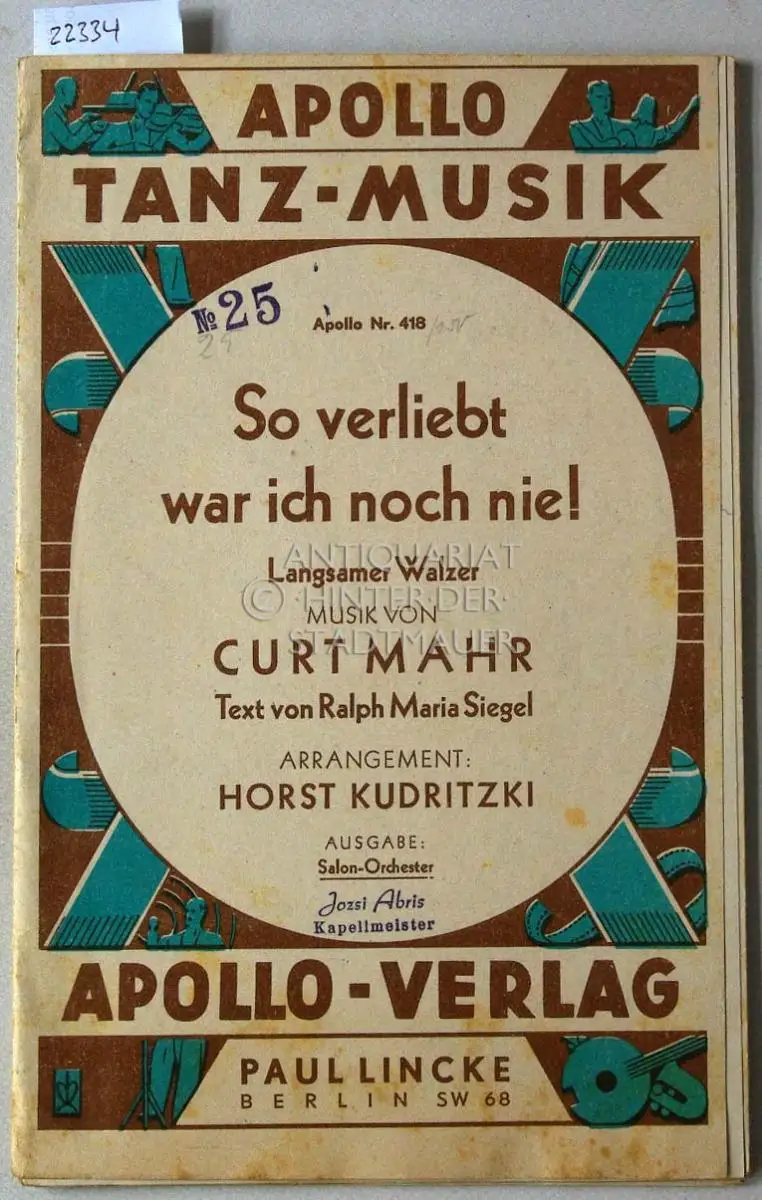 22334
APOLLO
TANZ-MUSIK
№ 25
Apollo Nr. 418
So verliebt
war ich noch nie!
Langsamer Walzer
MUSIK VON
CURT MAHR
Text von Ralph Maria Siegel
ARRANGEMENT:
HORST KUDRITZKI
AUSGABE:
Salon-Orchester
Jozsi Abris
Kapellmeister
APOLLO-VERLAG
PAUL LINCKE
BERLIN SW 68
ANTIQUARIAT
© HINTER·DER·
STADTMAUER